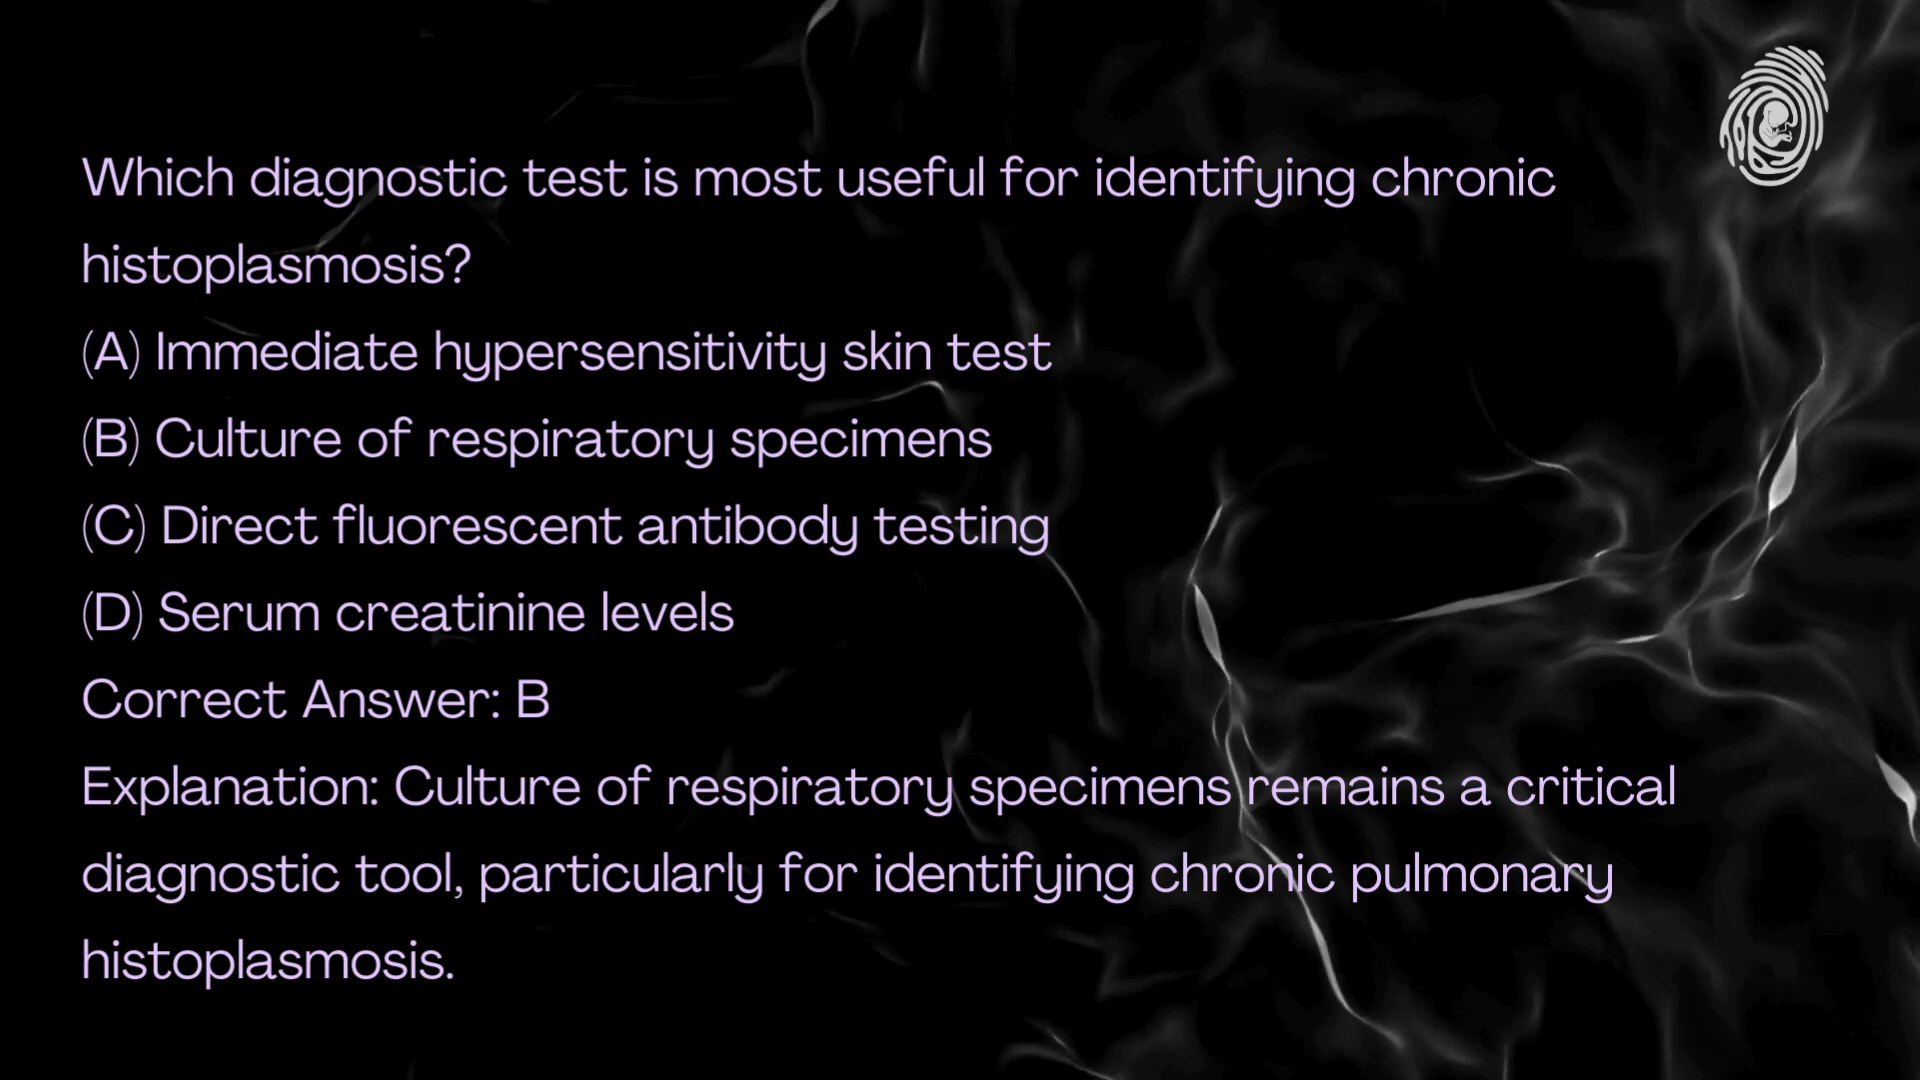 Which diagnostic test is most useful for identifying chronic
histoplasmosis?
(A) Immediate hypersensitivity skin test
(B) Culture of respiratory specimens
(C) Direct fluorescent antibody testing
(D) Serum creatinine levels
Correct Answer: B
Explanation: Culture of respiratory specimens remains a critical
diagnostic tool, particularly for identifying chronic pulmonary
histoplasmosis.